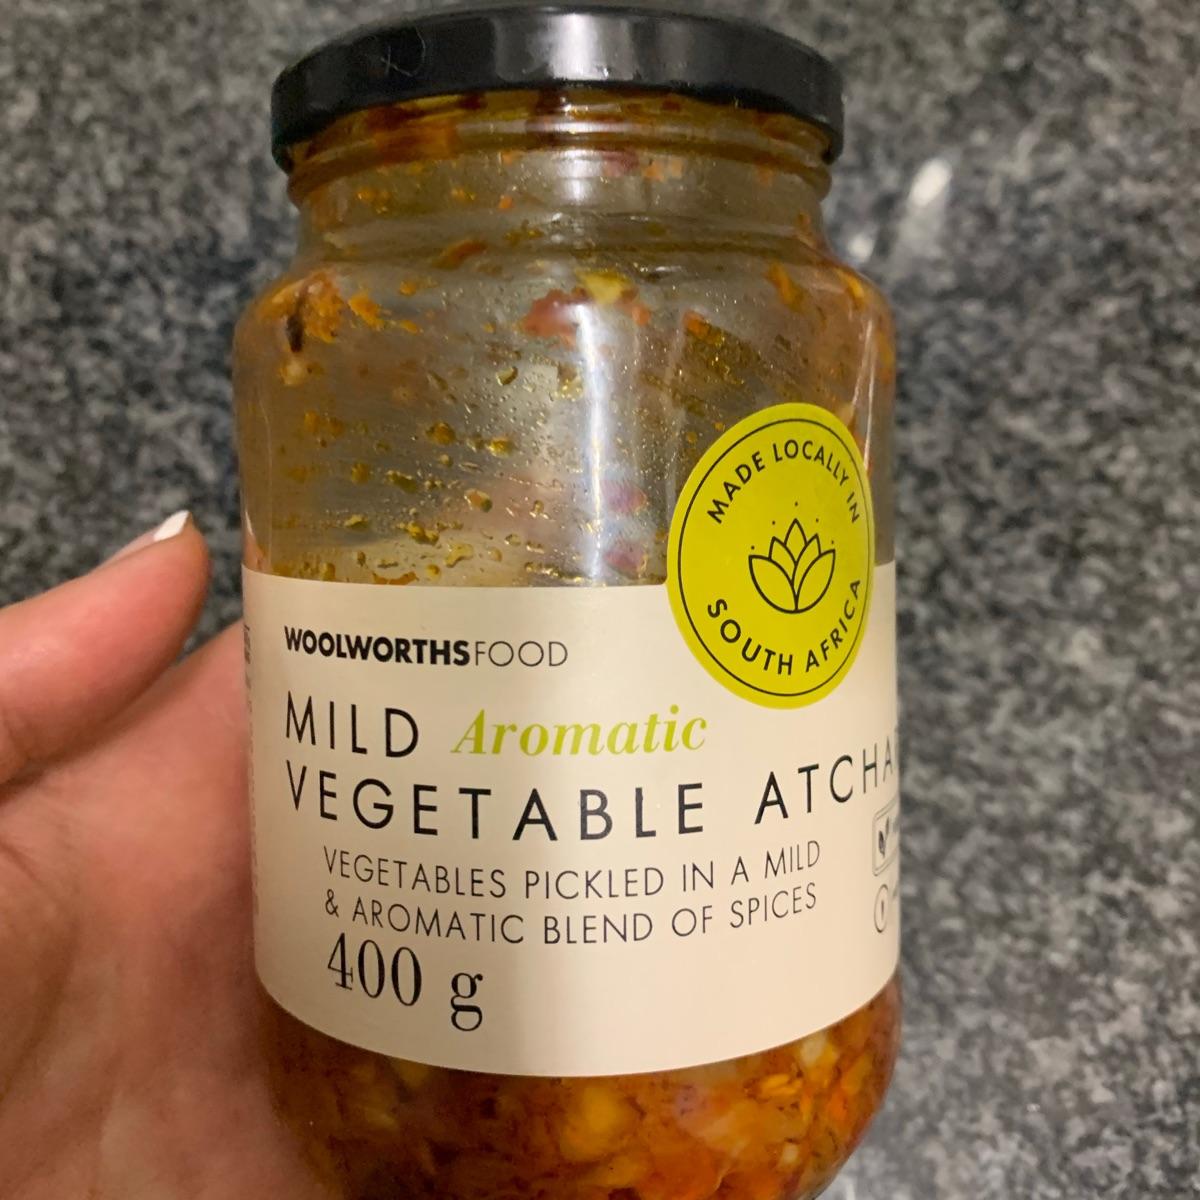 MADE LOCALLY IN
SOUTH AFRICA
WOOLWORTHSFOOD
MILD Aromatic
VEGETABLE ATCHA
VEGETABLES PICKLED IN A MILD
& AROMATIC BLEND OF SPICES
400 g